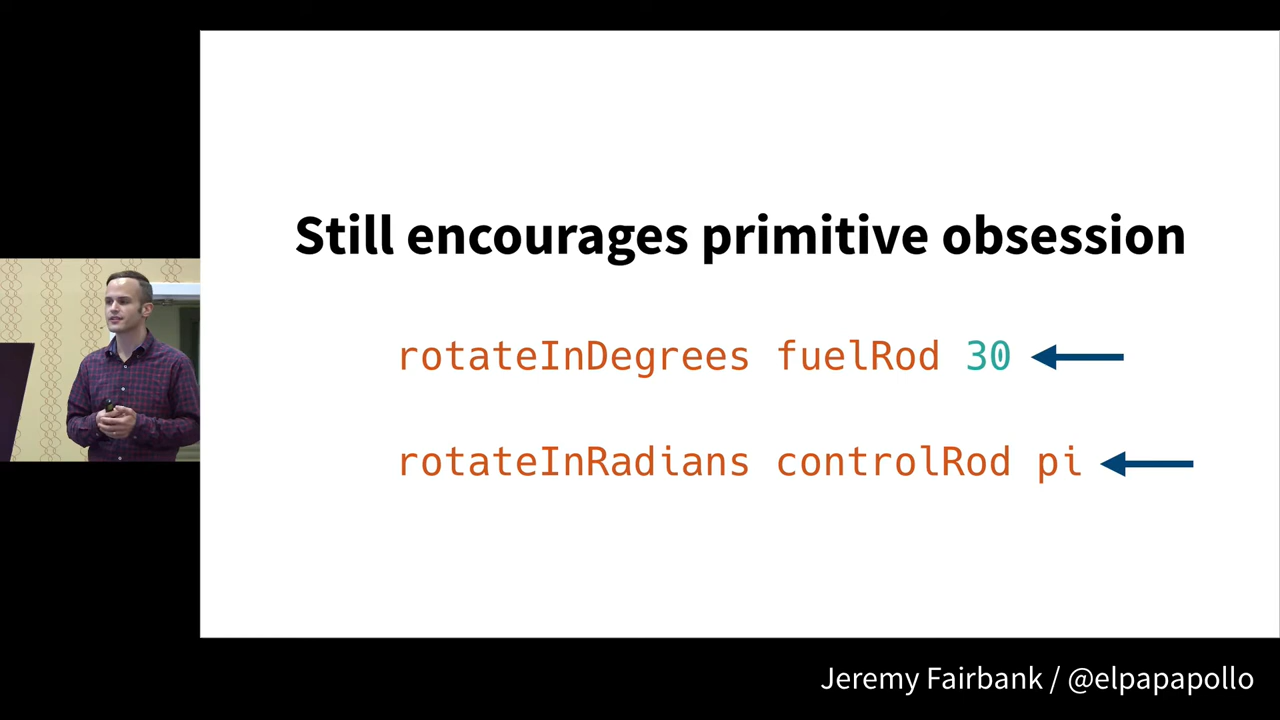 Still encourages primitive obsession
rotateInDegrees fuelRod 30
rotateInRadians controlRod pi
Jeremy Fairbank / @elpapapollo